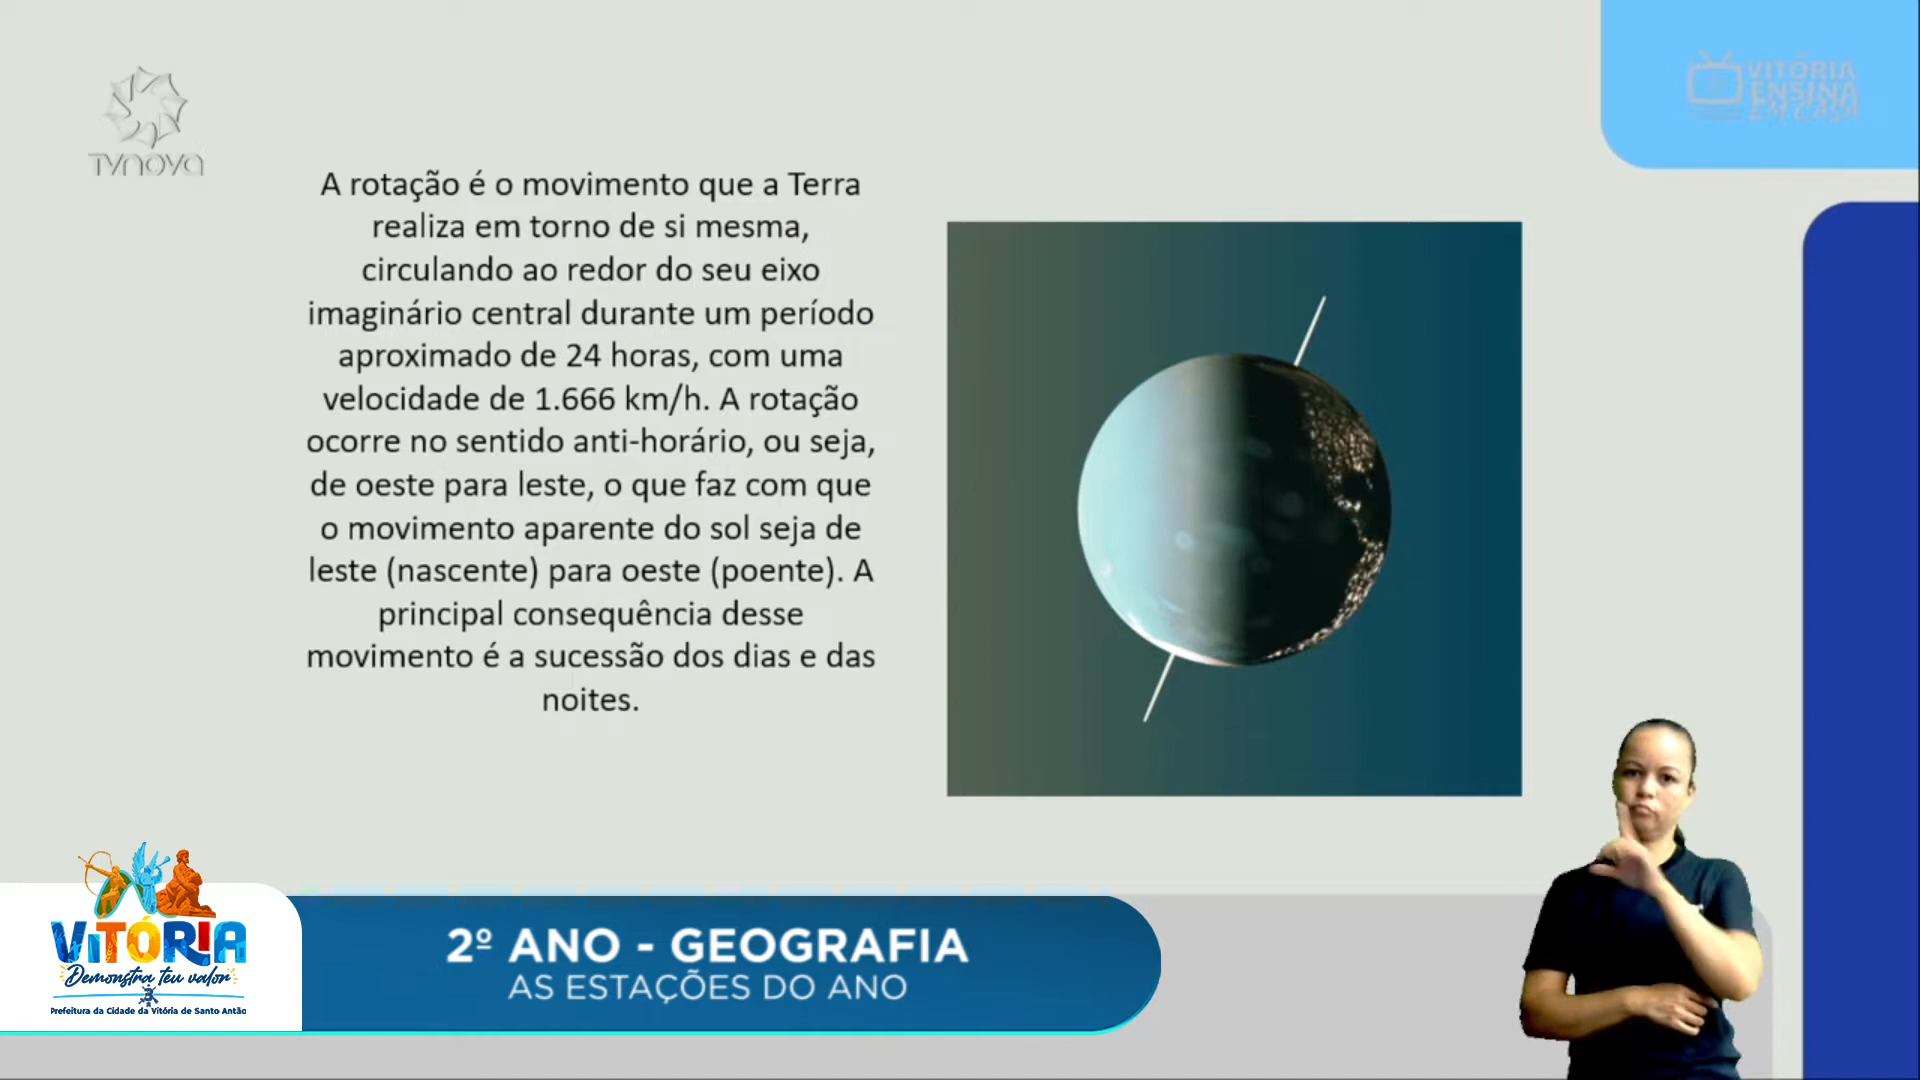 TVNOVA
VITÓRIA
ENSINA
EM CASA
A rotação é o movimento que a Terra
realiza em torno de si mesma,
circulando ao redor do seu eixo
imaginário central durante um período
aproximado de 24 horas, com uma
velocidade de 1.666 km/h. A rotação
ocorre no sentido anti-horário, ou seja,
de oeste para leste, o que faz com que
o movimento aparente do sol seja de
leste (nascente) para oeste (poente). A
principal consequência desse
movimento é a sucessão dos dias e das
noites.
VITÓRIA
Demonstra teu valor
Prefeitura da Cidade da Vitória de Santo Antão
2º ANO - GEOGRAFIA
AS ESTAÇÕES DO ANO